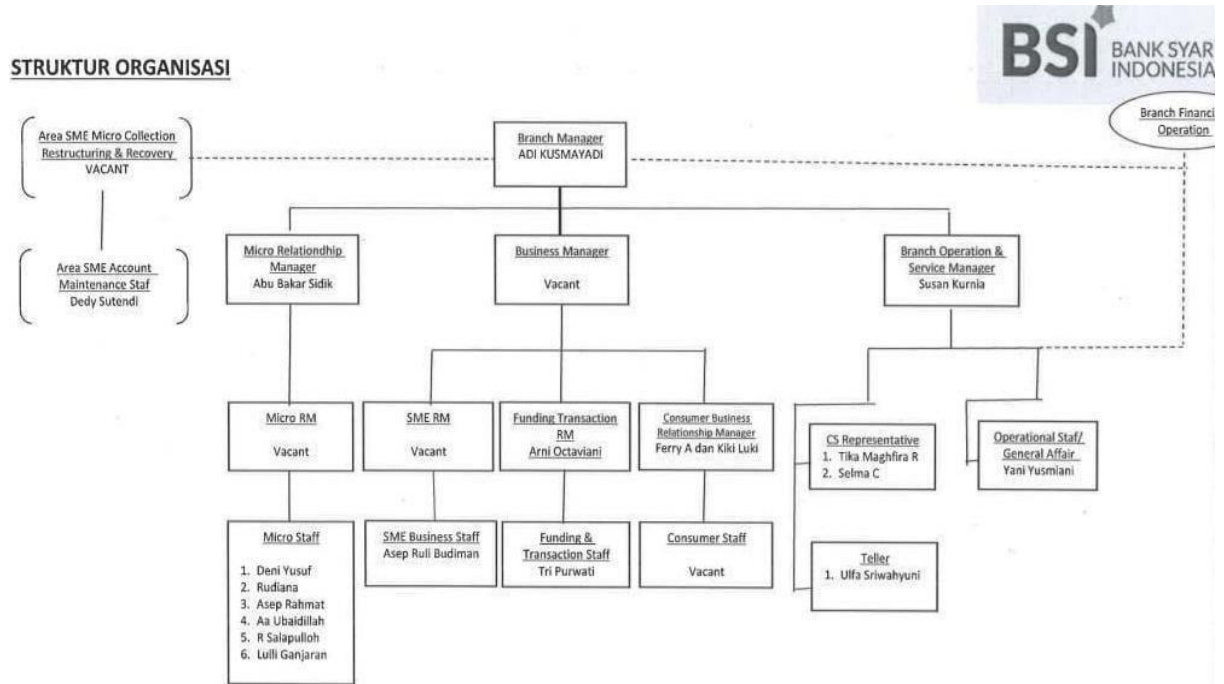 BSI BANK SYAR
INDONESIA
STRUKTUR ORGANISASI
Area SME Micro Collection
Restructuring & Recovery
VACANT
Branch Manager
ADI KUSMAYADI
Branch Financi
Operation
Area SME Account
Maintenance Staf
Dedy Sutendi
Micro Relationdhip
Manager
Abu Bakar Sidik
Business Manager
Vacant
Branch Operation &
Service Manager
Susan Kurnia
Micro RM
Vacant
SME RM
Vacant
Funding Transaction
RM
Arni Octaviani
Consumer Business
Relationship Manager
Ferry A dan Kiki Luki
CS Representative
1. Tika Maghfira R
2. Selma C
Operational Staf/
General Affair
Yani Yusmiani
Micro Staff
1. Deni Yusuf
2. Rudiana
3. Asep Rahmat
4. Aa Ubaidillah
5. R Salapulloh
6. Lulli Ganjaran
SME Business Staff
Asep Ruli Budiman
Funding &
Transaction Staff
Tri Purwati
Consumer Staff
Vacant
Teller
1. Ulfa Sriwahyuni